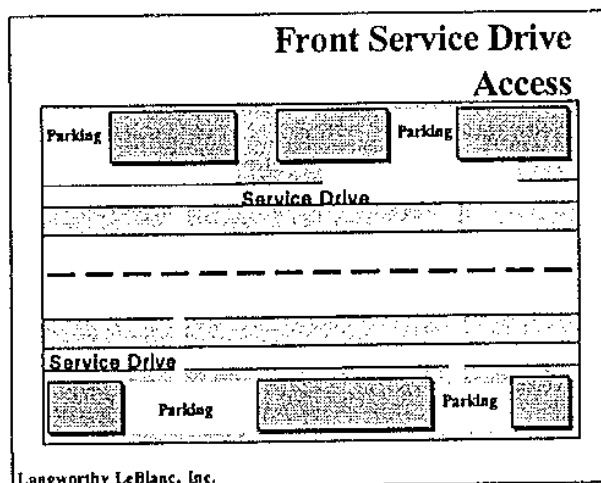 Front Service Drive
Access
Parking
Parking
Service Drive
Service Drive
Parking
Parking
Langworthy LeBlanc, Inc.